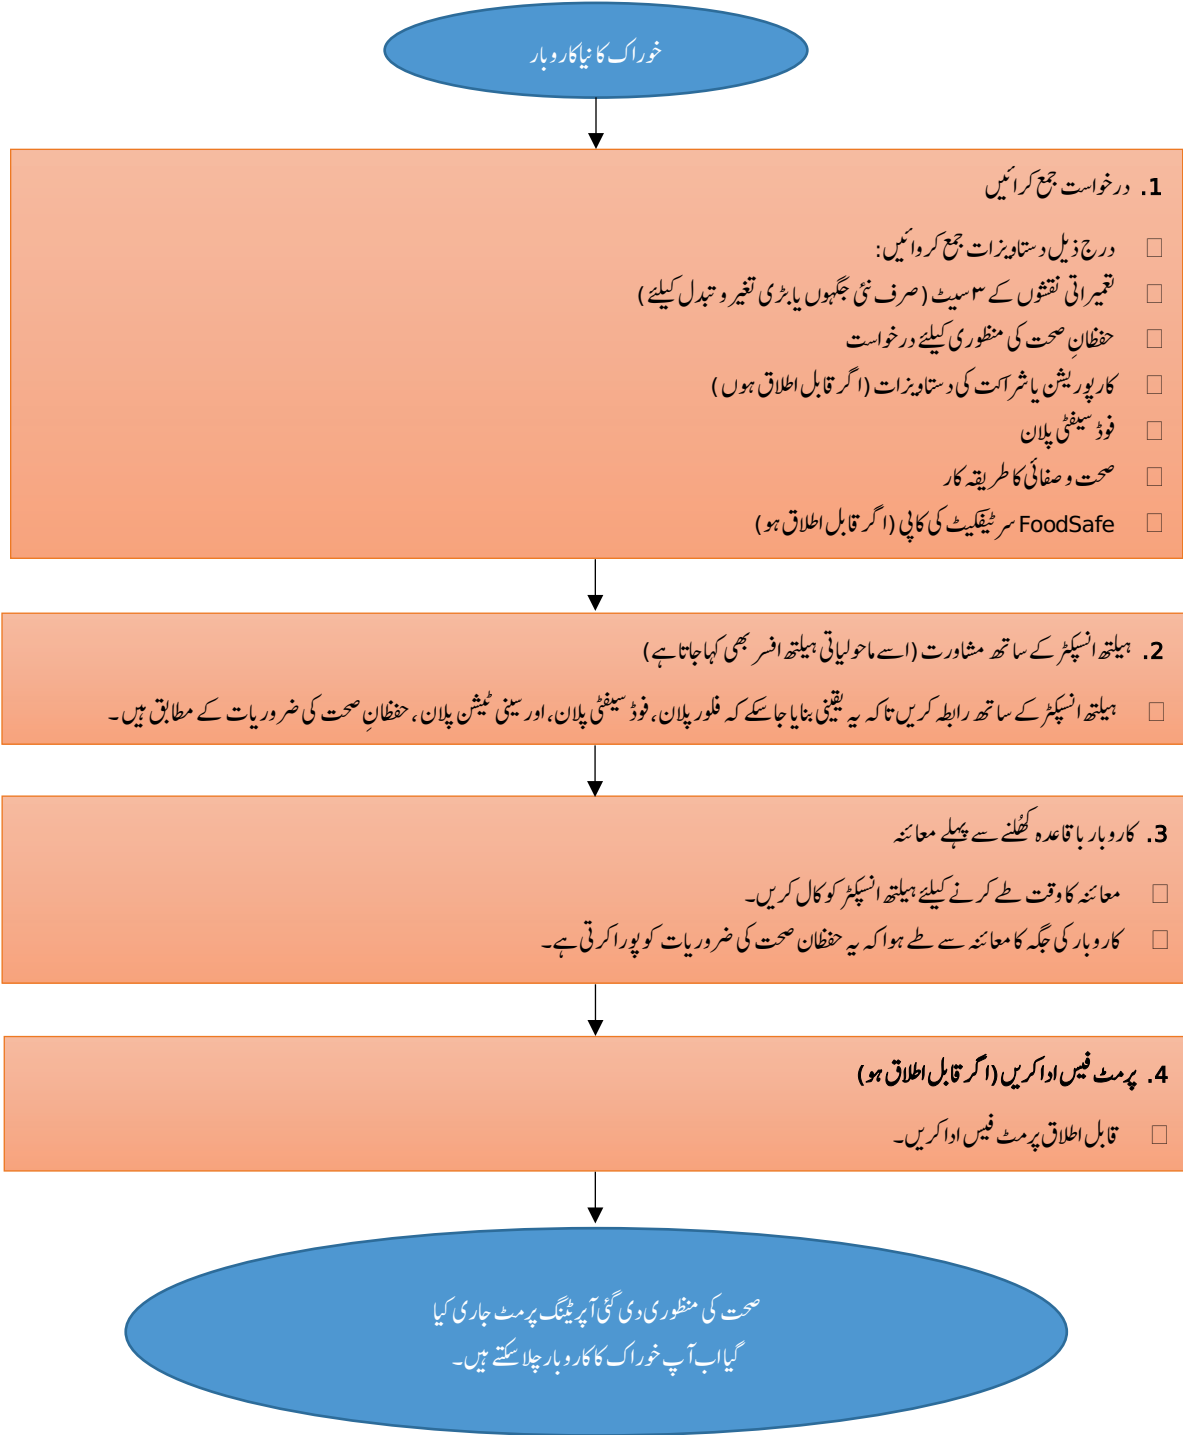 خوراک کا نیا کاروبار
1. درخواست جمع کرائیں
درج ذیل دستاویزات جمع کروائیں:
تعمیراتی نقشوں کے ۳ سیٹ (صرف نئی جگہوں یا بڑی تغیر و تبدل کیلئے)
حفظانِ صحت کی منظوری کیلئے درخواست
کارپوریشن یا شراکت کی دستاویزات (اگر قابل اطلاق ہوں)
فوڈ سیفٹی پلان
صحت و صفائی کا طریقہ کار
FoodSafe سرٹیفکیٹ کی کاپی (اگر قابل اطلاق ہو)
2. ہیلتھ انسپکٹر کے ساتھ مشاورت (اسے ماحولیاتی ہیلتھ افسر بھی کہا جاتا ہے)
ہیلتھ انسپکٹر کے ساتھ رابطہ کریں تاکہ یہ یقینی بنایا جا سکے کہ فلور پلان، فوڈ سیفٹی پلان، اور سینی ٹیشن پلان، حفظانِ صحت کی ضروریات کے مطابق ہیں۔
3. کاروبار باقاعدہ کھُلنے سے پہلے معائنہ
معائنہ کا وقت طے کرنے کیلئے ہیلتھ انسپکٹر کو کال کریں۔
کاروبار کی جگہ کا معائنہ سے طے ہوا کہ یہ حفظان صحت کی ضروریات کو پورا کرتی ہے۔
4. پرمٹ فیس ادا کریں (اگر قابل اطلاق ہو)
قابل اطلاق پرمٹ فیس ادا کریں۔
صحت کی منظوری دی گئی آپریٹنگ پرمٹ جاری کیا
گیا اب آپ خوراک کا کاروبار چلا سکتے ہیں۔